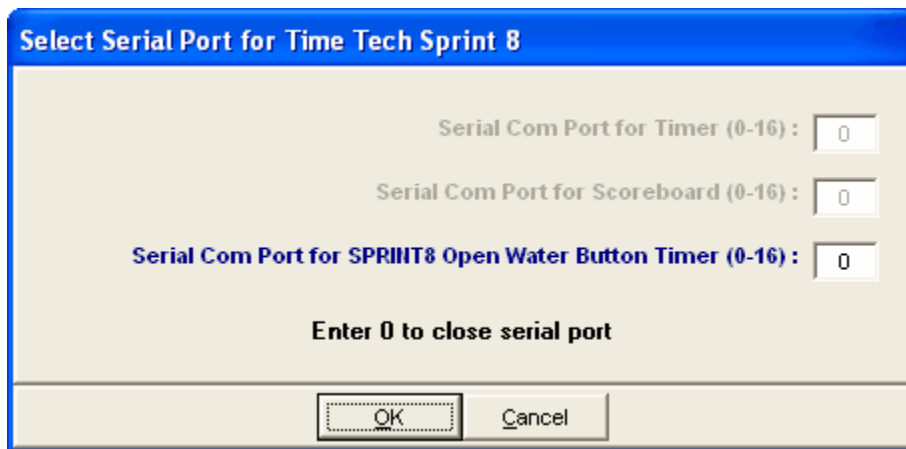 Select Serial Port for Time Tech Sprint 8
Serial Com Port for Timer (0-16) : 0
Serial Com Port for Scoreboard (0-16) : 0
Serial Com Port for SPRINT8 Open Water Button Timer (0-16) : 0
Enter 0 to close serial port
OK Cancel